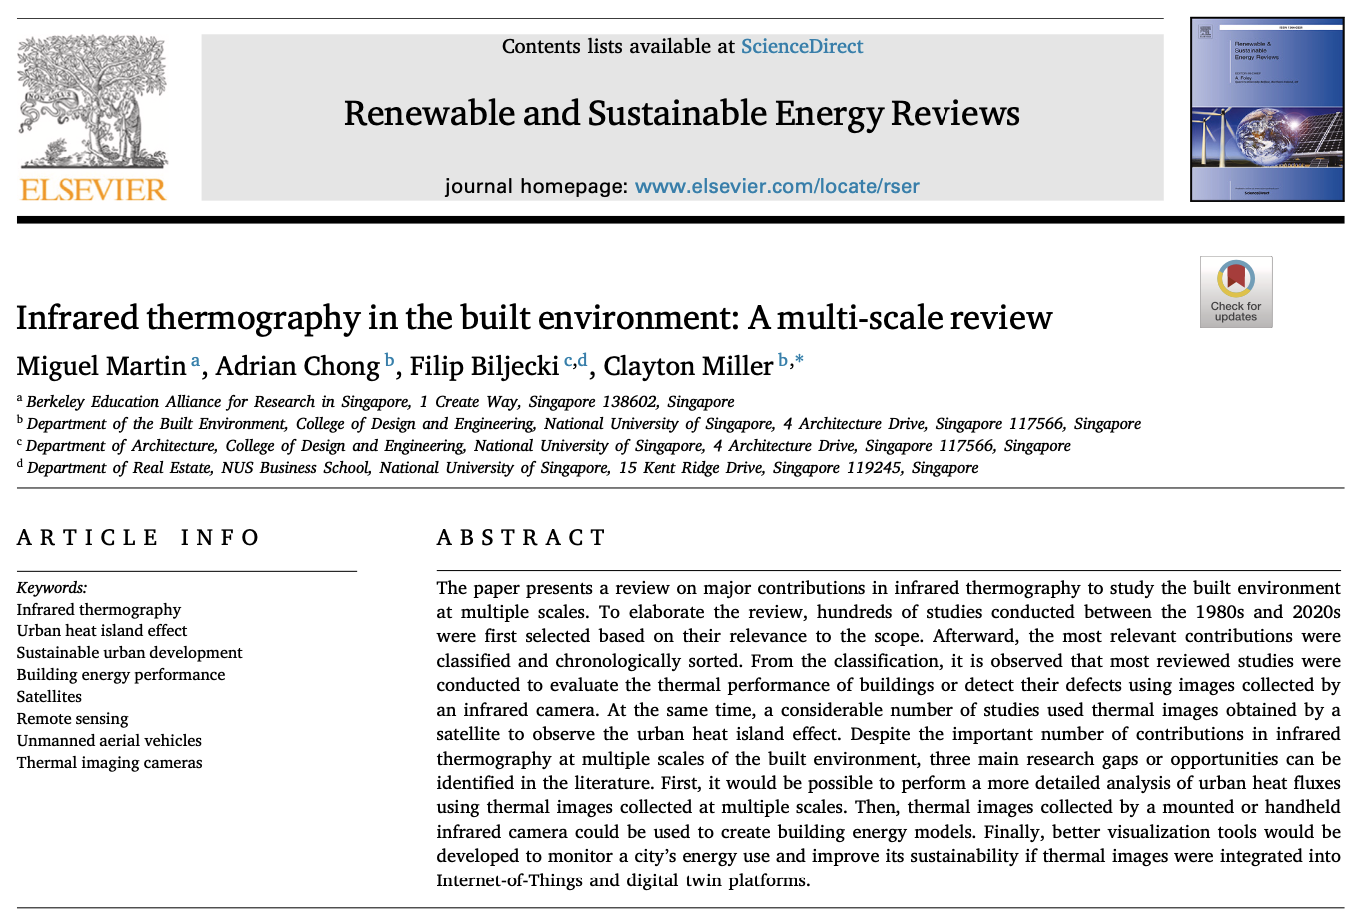 Contents lists available at ScienceDirect
Renewable and Sustainable Energy Reviews
journal homepage: www.elsevier.com/locate/rser
ELSEVIER
Renewable &
Sustainable
Energy Reviews
Check for
updates
Infrared thermography in the built environment: A multi-scale review
Miguel Martin a, Adrian Chong b, Filip Biljecki c,d, Clayton Miller b,*
a Berkeley Education Alliance for Research in Singapore, 1 Create Way, Singapore 138602, Singapore
b Department of the Built Environment, College of Design and Engineering, National University of Singapore, 4 Architecture Drive, Singapore 117566, Singapore
c Department of Architecture, College of Design and Engineering, National University of Singapore, 4 Architecture Drive, Singapore 117566, Singapore
d Department of Real Estate, NUS Business School, National University of Singapore, 15 Kent Ridge Drive, Singapore 119245, Singapore
ARTICLE INFO
Keywords:
Infrared thermography
Urban heat island effect
Sustainable urban development
Building energy performance
Satellites
Remote sensing
Unmanned aerial vehicles
Thermal imaging cameras
ABSTRACT
The paper presents a review on major contributions in infrared thermography to study the built environment
at multiple scales. To elaborate the review, hundreds of studies conducted between the 1980s and 2020s
were first selected based on their relevance to the scope. Afterward, the most relevant contributions were
classified and chronologically sorted. From the classification, it is observed that most reviewed studies were
conducted to evaluate the thermal performance of buildings or detect their defects using images collected by
an infrared camera. At the same time, a considerable number of studies used thermal images obtained by a
satellite to observe the urban heat island effect. Despite the important number of contributions in infrared
thermography at multiple scales of the built environment, three main research gaps or opportunities can be
identified in the literature. First, it would be possible to perform a more detailed analysis of urban heat fluxes
using thermal images collected at multiple scales. Then, thermal images collected by a mounted or handheld
infrared camera could be used to create building energy models. Finally, better visualization tools would be
developed to monitor a city's energy use and improve its sustainability if thermal images were integrated into
Internet-of-Things and digital twin platforms.